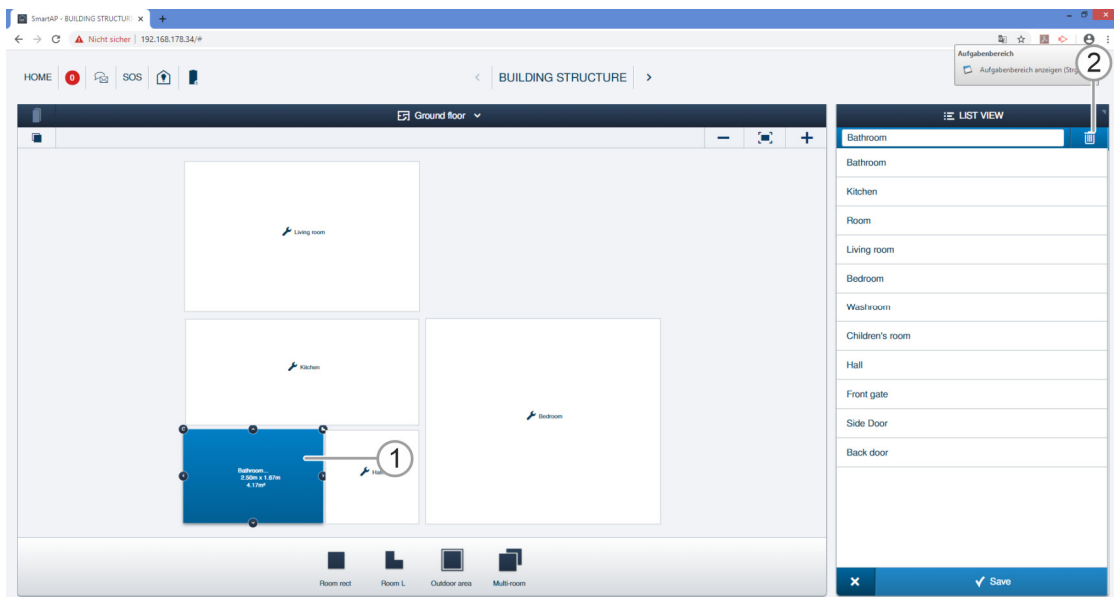 SmartAP - BUILDING STRUCTUR
Nicht sicher | 192.168.178.34/#
Aufgabenbereich
Aufgabenbereich anzeigen (Strg
2
HOME 0 SOS
BUILDING STRUCTURE
Ground floor
LIST VIEW
Bathroom
Bathroom
Kitchen
Room
Living room
Bedroom
Washroom
Children's room
Hall
Front gate
Side Door
Back door
Living room
Kitchen
Bedroom
Bathroom...
2.50m x 1.67m
4.17m²
1
Hall
Room rect Room L Outdoor area Multi-room
Save